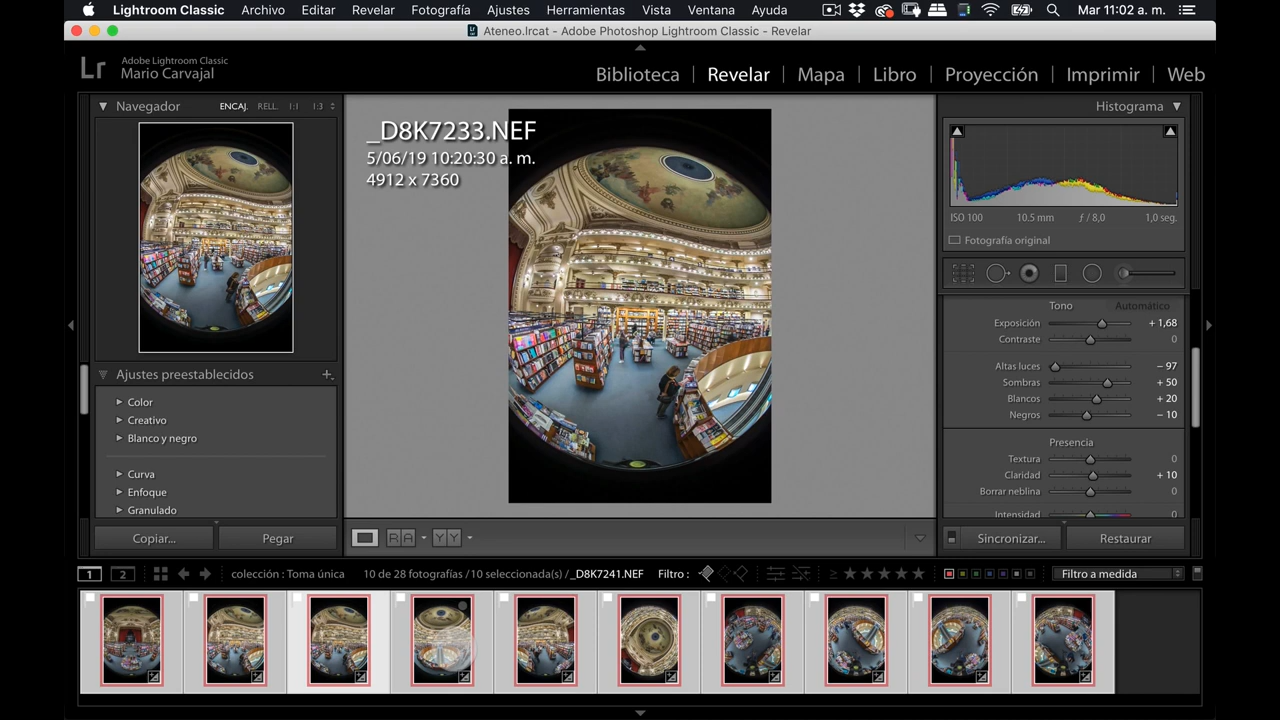 Lightroom Classic Archivo Editar Revelar Fotografía Ajustes Herramientas Vista Ventana Ayuda Mar 11:02 a. m.
Ateneo.lrcat - Adobe Photoshop Lightroom Classic - Revelar
Lr Adobe Lightroom Classic
Mario Carvajal
Biblioteca | Revelar | Mapa | Libro | Proyección | Imprimir | Web
Navegador ENCAJ. RELL. 1:1 1:3
Histograma
_D8K7233.NEF
5/06/19 10:20:30 a. m.
4912 x 7360
ISO 100 10.5 mm ƒ / 8,0 1,0 seg.
Fotografía original
Tono Automático
Exposición + 1,68
Contraste 0
Altas luces − 97
Sombras + 50
Blancos + 20
Negros − 10
Presencia
Textura 0
Claridad + 10
Borrar neblina 0
Intensidad 0
Ajustes preestablecidos
Color
Creativo
Blanco y negro
Curva
Enfoque
Granulado
Copiar... Pegar
R A Y Y
Sincronizar... Restaurar
1 2 colección : Toma única 10 de 28 fotografías /10 seleccionada(s) / _D8K7241.NEF Filtro : ≥ Filtro a medida